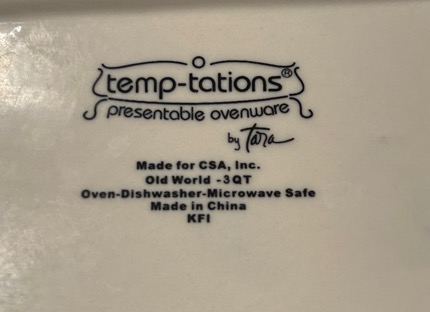 temp-tations®
presentable ovenware
by Tara
Made for CSA, Inc.
Old World -3QT
Oven-Dishwasher-Microwave Safe
Made in China
KFI